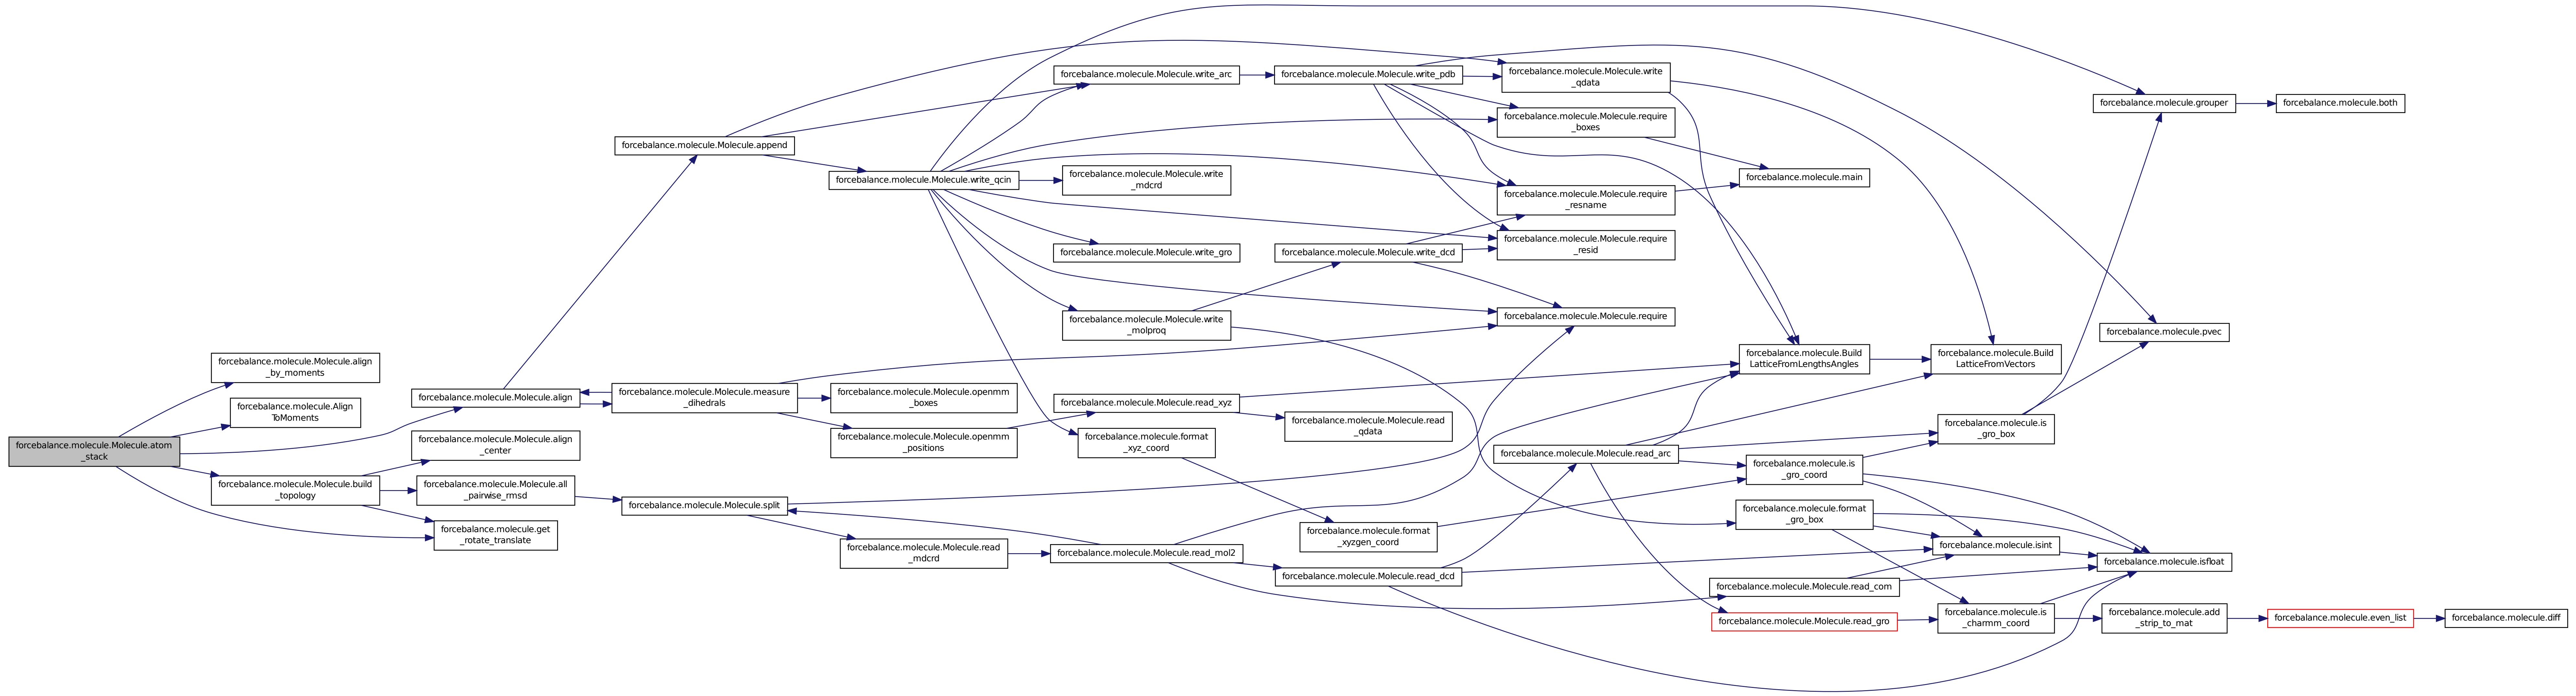 forcebalance.molecule.Molecule.atom
_stack
forcebalance.molecule.Molecule.align
_by_moments
forcebalance.molecule.Align
ToMoments
forcebalance.molecule.Molecule.build
_topology
forcebalance.molecule.Molecule.align
forcebalance.molecule.Molecule.align
_center
forcebalance.molecule.Molecule.all
_pairwise_rmsd
forcebalance.molecule.get
_rotate_translate
forcebalance.molecule.Molecule.append
forcebalance.molecule.Molecule.measure
_dihedrals
forcebalance.molecule.Molecule.split
forcebalance.molecule.Molecule.write_qcin
forcebalance.molecule.Molecule.openmm
_boxes
forcebalance.molecule.Molecule.openmm
_positions
forcebalance.molecule.Molecule.read
_mdcrd
forcebalance.molecule.Molecule.write_arc
forcebalance.molecule.Molecule.write
_mdcrd
forcebalance.molecule.Molecule.write_gro
forcebalance.molecule.Molecule.write
_molproq
forcebalance.molecule.Molecule.read_xyz
forcebalance.molecule.format
_xyz_coord
forcebalance.molecule.Molecule.read_mol2
forcebalance.molecule.Molecule.write_pdb
forcebalance.molecule.Molecule.write_dcd
forcebalance.molecule.Molecule.read
_qdata
forcebalance.molecule.format
_xyzgen_coord
forcebalance.molecule.Molecule.read_dcd
forcebalance.molecule.Molecule.write
_qdata
forcebalance.molecule.Molecule.require
_boxes
forcebalance.molecule.Molecule.require
_resname
forcebalance.molecule.Molecule.require
_resid
forcebalance.molecule.Molecule.require
forcebalance.molecule.Molecule.read_arc
forcebalance.molecule.main
forcebalance.molecule.Build
LatticeFromLengthsAngles
forcebalance.molecule.is
_gro_coord
forcebalance.molecule.format
_gro_box
forcebalance.molecule.Molecule.read_com
forcebalance.molecule.Molecule.read_gro
forcebalance.molecule.Build
LatticeFromVectors
forcebalance.molecule.is
_gro_box
forcebalance.molecule.isint
forcebalance.molecule.is
_charmm_coord
forcebalance.molecule.grouper
forcebalance.molecule.pvec
forcebalance.molecule.isfloat
forcebalance.molecule.add
_strip_to_mat
forcebalance.molecule.both
forcebalance.molecule.even_list
forcebalance.molecule.diff